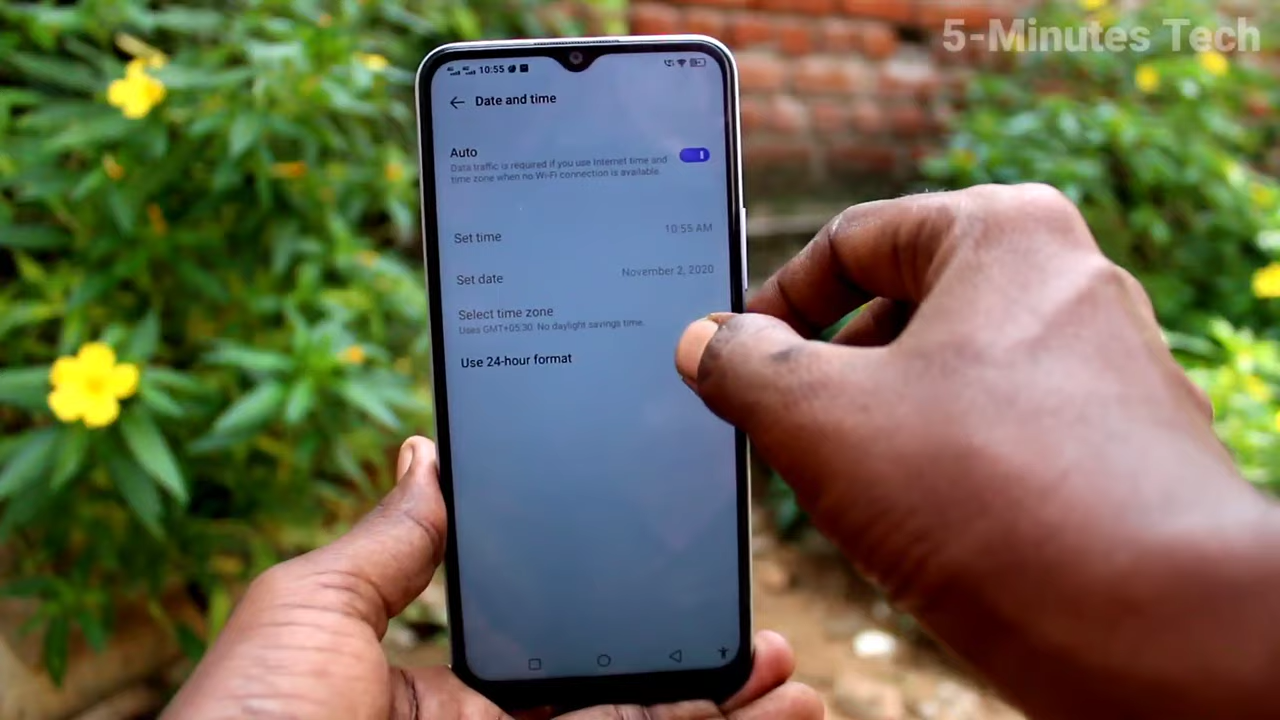 5-Minutes Tech
10:55
Date and time
Auto
Data traffic is required if you use Internet time and
time zone when no Wi-Fi connection is available.
Set time 10:55 AM
Set date November 2, 2020
Select time zone
Uses GMT+05:30. No daylight savings time.
Use 24-hour format